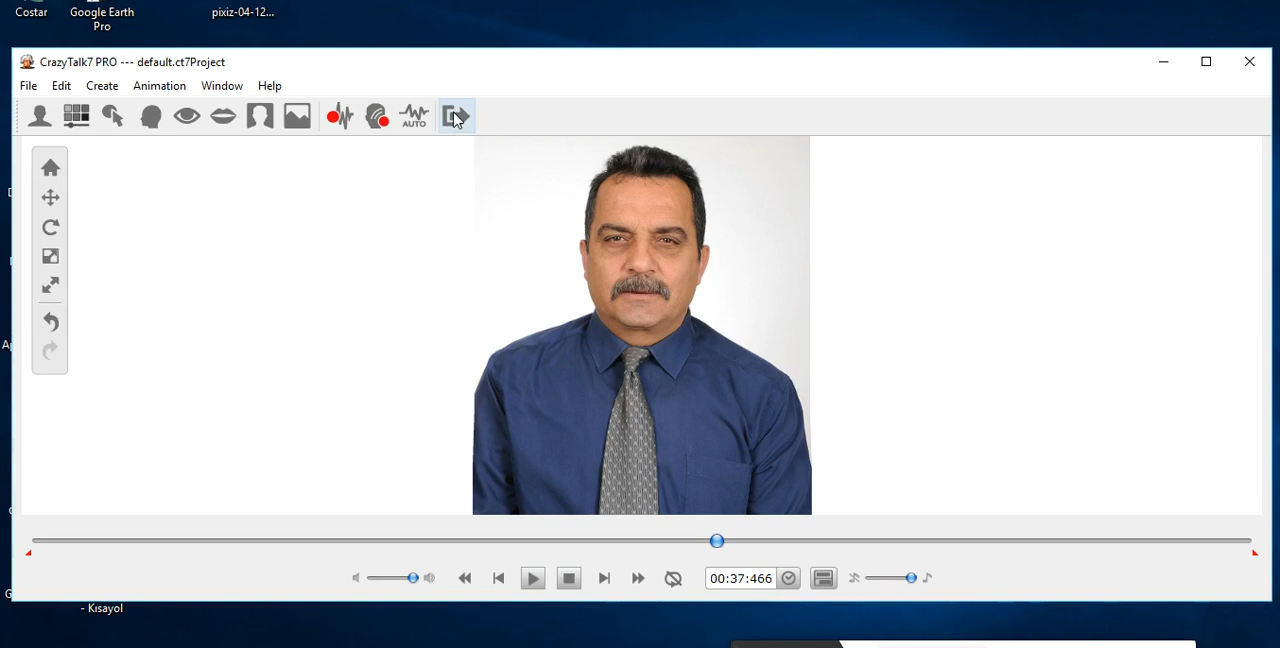 Costar
Google Earth
Pro
pixiz-04-12...
CrazyTalk7 PRO --- default.ct7Project
File Edit Create Animation Window Help
AUTO
00:37:466
- Kısayol